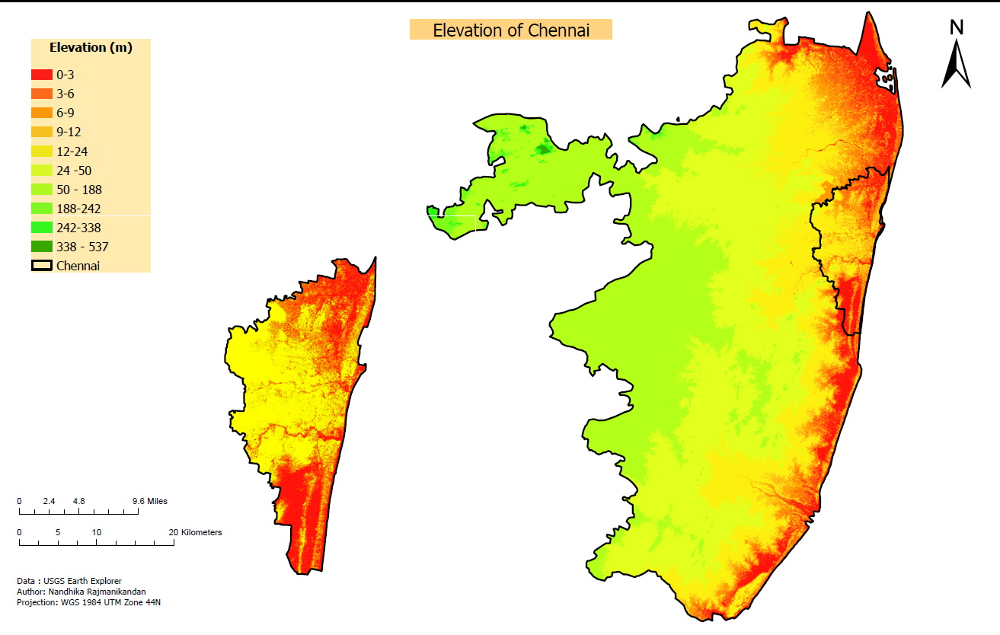 Elevation of Chennai
N
Elevation (m)
0-3
3-6
6-9
9-12
12-24
24 -50
50 - 188
188-242
242-338
338 - 537
Chennai
0 2.4 4.8 9.6 Miles
0 5 10 20 Kilometers
Data : USGS Earth Explorer
Author: Nandhika Rajmanikandan
Projection: WGS 1984 UTM Zone 44N